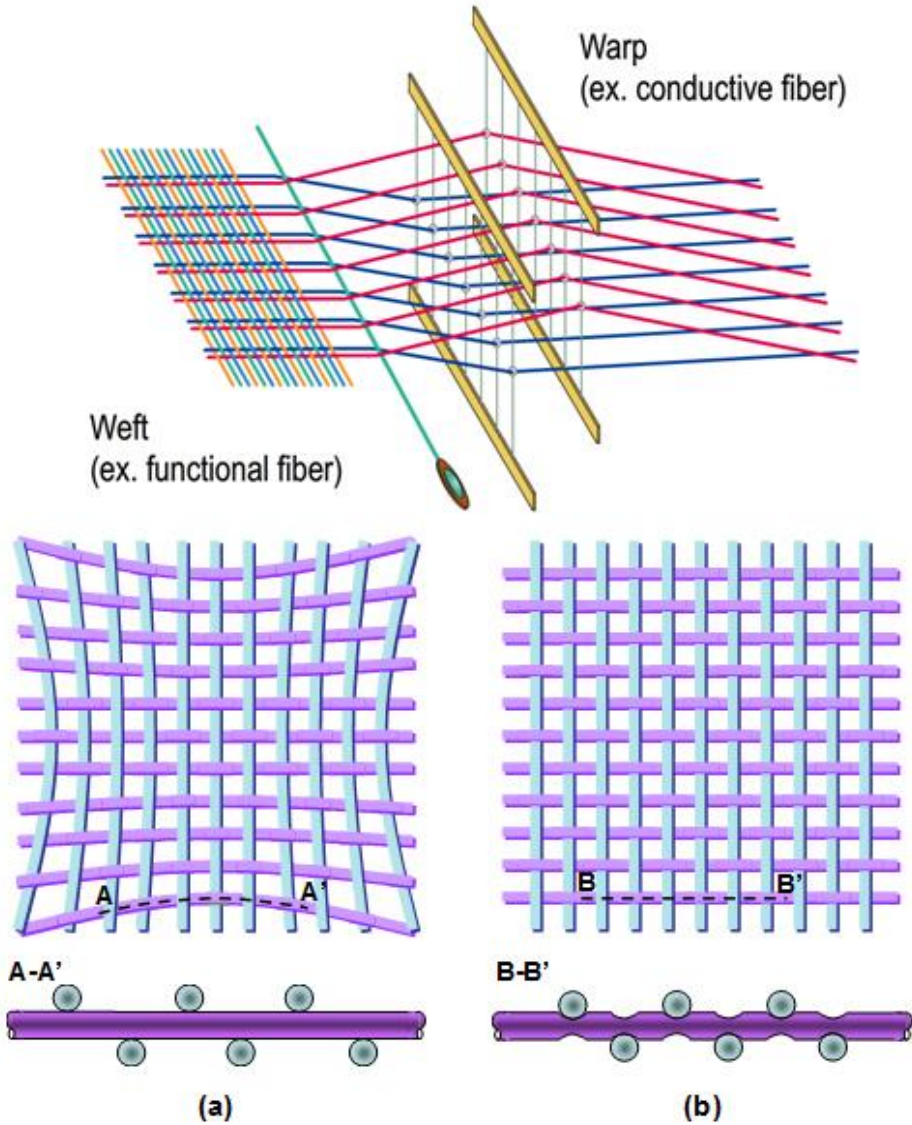 Warp
(ex. conductive fiber)
Weft
(ex. functional fiber)
A
A'
B
B'
A-A'
B-B'
(a)
(b)